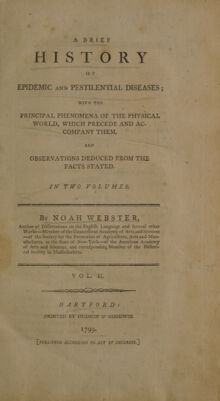 A BRIEF
HISTORY
OF
EPIDEMIC AND PESTILENTIAL DISEASES;
WITH THE
PRINCIPAL PHENOMENA OF THE PHYSICAL
WORLD, WHICH PRECEDE AND AC-
COMPANY THEM,
AND
OBSERVATIONS DEDUCED FROM THE
FACTS STATED.
IN TWO VOLUMES.
By NOAH WEBSTER,
Author of Dissertations on the English Language and several other
Works—Member of the Connecticut Academy of Arts and Sciences
—of the Society for the Promotion of Agriculture, Arts and Manu-
factures, in the State of New-York—of the American Academy
of Arts and Sciences, and corresponding Member of the Histori-
cal Society in Massachusetts.
VOL. II.
HARTFORD:
PRINTED BY HUDSON & GOODWIN.
1799.
[PUBLISHED ACCORDING TO ACT OF CONGRESS.]